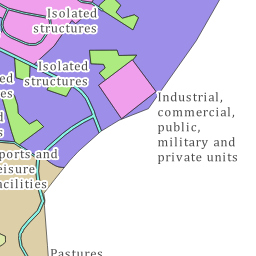 Isolated
structures
Isolated
structures
Industrial,
commercial,
public,
military and
private units
ports and
eisure
acilities
Pastures